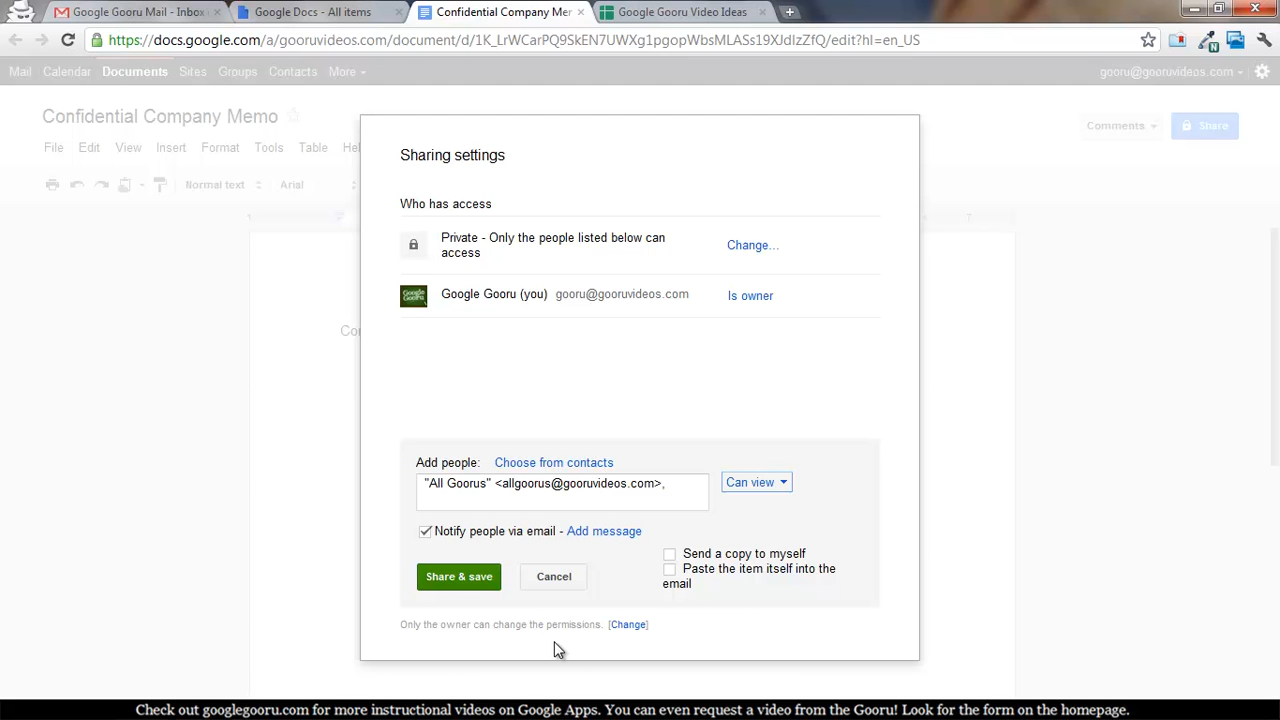 Google Gooru Mail - Inbox
Google Docs - All items
Confidential Company Mer
Google Gooru Video Ideas
https://docs.google.com/a/gooruvideos.com/document/d/1K_LrWCarPQ9SkEN7UWXg1pgopWbsMLASs19XJdIzZfQ/edit?hl=en_US
Mail Calendar Documents Sites Groups Contacts More
gooru@gooruvideos.com
Confidential Company Memo
Comments
Share
File Edit View Insert Format Tools Table Hel
Normal text Arial
1
7
Co
Sharing settings
Who has access
Private - Only the people listed below can
access
Change...
Google Gooru (you) gooru@gooruvideos.com
Is owner
Add people: Choose from contacts
"All Goorus" <allgoorus@gooruvideos.com>,
Can view
Notify people via email - Add message
Send a copy to myself
Paste the item itself into the
email
Share & save
Cancel
Only the owner can change the permissions. [Change]
Check out googlegooru.com for more instructional videos on Google Apps. You can even request a video from the Gooru! Look for the form on the homepage.